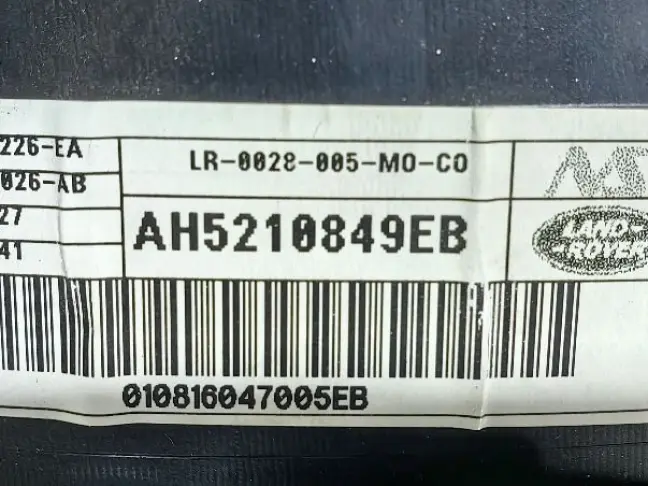 226-EA
026-AB
27
41
LR-0028-005-MO-CO
AH5210849EB
LAND-
-ROVER
010816047005EB